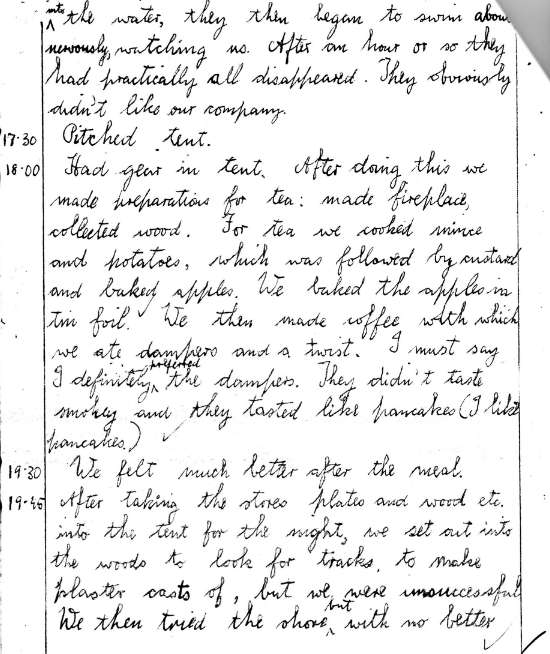 into the water, they then began to swim abou
nervously, watching us. After an hour or so they
had practically all disappeared. They obviously
didn't like our company.
17·30 Pitched tent.
18·00 Had gear in tent. After doing this we
made preparations for tea: made fireplace,
collected wood. For tea we cooked mince
and potatoes, which was followed by custard
and baked apples. We baked the apples in
tin foil. We then made coffee with which
we ate dampers and a twist. I must say
I definitely preferred the dampers. They didn't taste
smokey and they tasted like pancakes (I like
pancakes.)
19·30 We felt much better after the meal.
19·45 After taking the stores plates and wood etc.
into the tent for the night, we set out into
the woods to look for tracks, to make
plaster casts of, but we were unsuccessful
We then tried the shore, but with no better